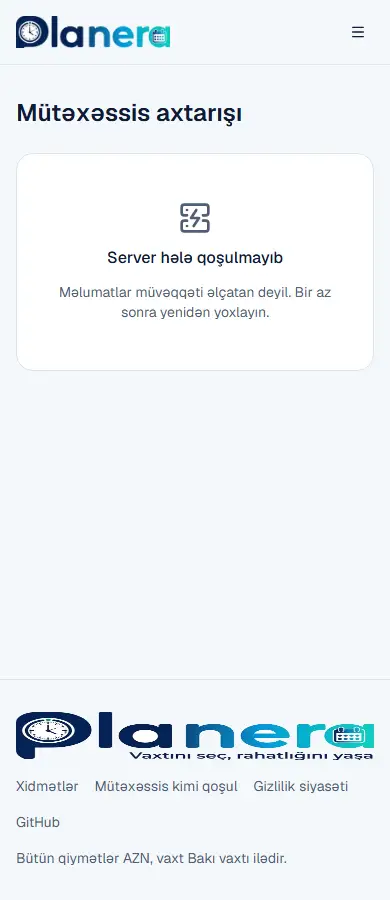 Planera
Mütəxəssis axtarışı
Server hələ qoşulmayıb
Məlumatlar müvəqqəti əlçatan deyil. Bir az
sonra yenidən yoxlayın.
Planera
Vaxtını seç, rahatlığını yaşa
Xidmətlər Mütəxəssis kimi qoşul Gizlilik siyasəti
GitHub
Bütün qiymətlər AZN, vaxt Bakı vaxtı ilədir.